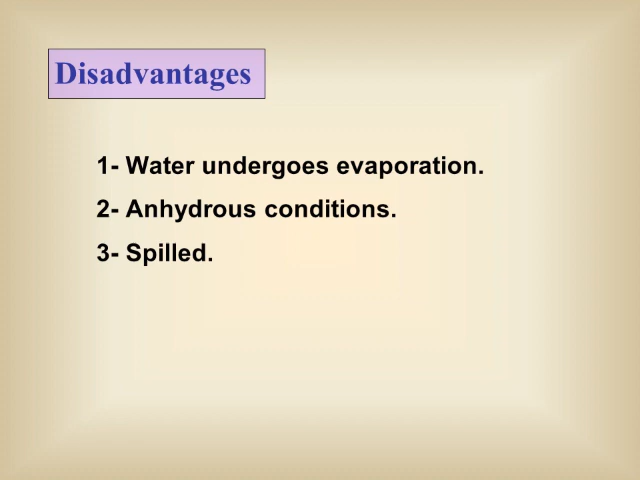 Disadvantages
1- Water undergoes evaporation.
2- Anhydrous conditions.
3- Spilled.